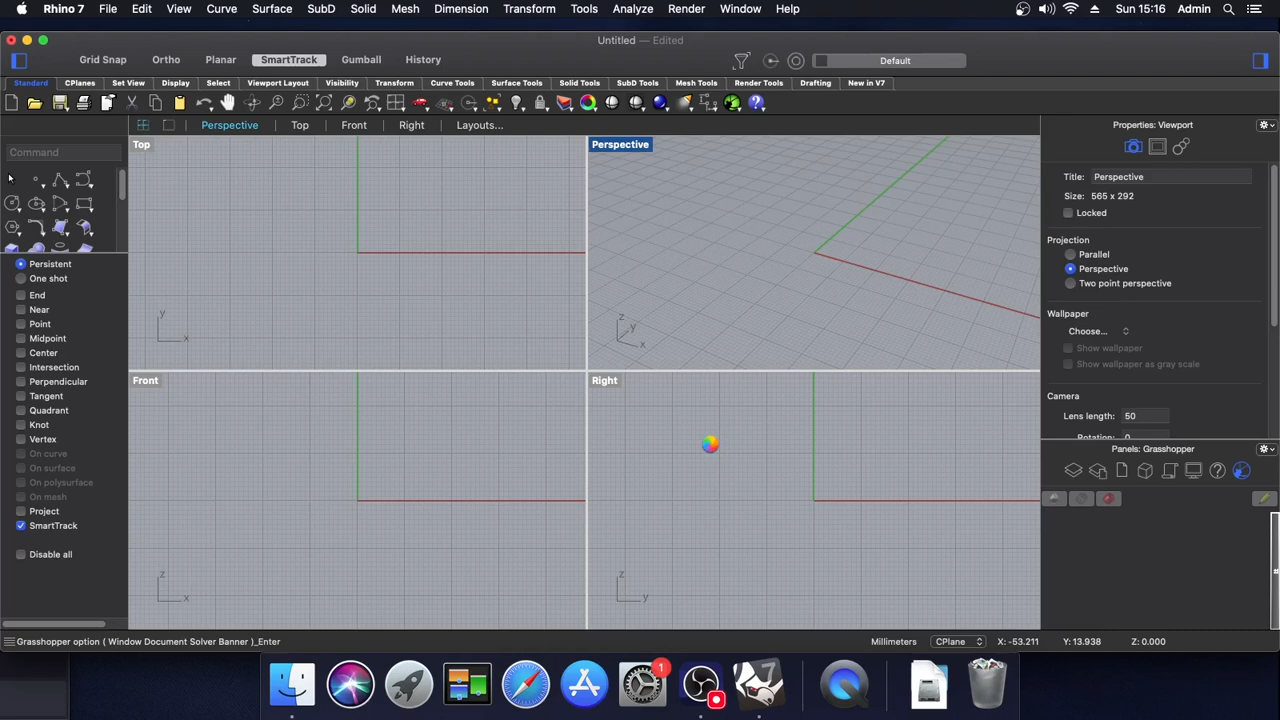 Rhino 7 File Edit View Curve Surface SubD Solid Mesh Dimension Transform Tools Analyze Render Window Help Sun 15:16 Admin
Untitled — Edited
Grid Snap Ortho Planar SmartTrack Gumball History Default
Standard CPlanes Set View Display Select Viewport Layout Visibility Transform Curve Tools Surface Tools Solid Tools SubD Tools Mesh Tools Render Tools Drafting New in V7
Perspective Top Front Right Layouts...
Command
Persistent
One shot
End
Near
Point
Midpoint
Center
Intersection
Perpendicular
Tangent
Quadrant
Knot
Vertex
On curve
On surface
On polysurface
On mesh
Project
SmartTrack
Disable all
Top
y
x
Perspective
z
y
x
Front
z
x
Right
z
y
Properties: Viewport
Title: Perspective
Size: 565 x 292
Locked
Projection
Parallel
Perspective
Two point perspective
Wallpaper
Choose...
Show wallpaper
Show wallpaper as gray scale
Camera
Lens length: 50
Rotation: 0
Panels: Grasshopper
Grasshopper option ( Window Document Solver Banner )_Enter Millimeters CPlane X: -53.211 Y: 13.938 Z: 0.000
1
7